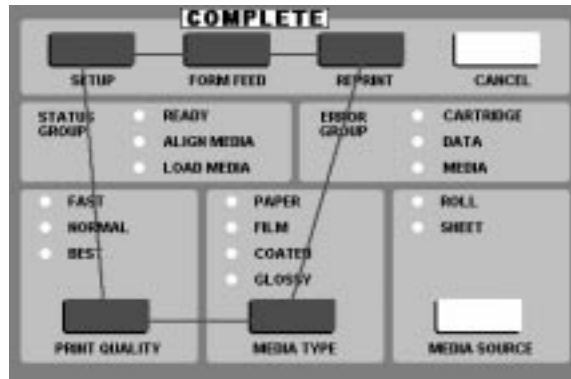 COMPLETE
SETUP FORM FEED REPRINT CANCEL
STATUS GROUP
READY
ALIGN MEDIA
LOAD MEDIA
ERROR GROUP
CARTRIDGE
DATA
MEDIA
FAST
NORMAL
BEST
PRINT QUALITY
PAPER
FILM
COATED
GLOSSY
MEDIA TYPE
ROLL
SHEET
MEDIA SOURCE